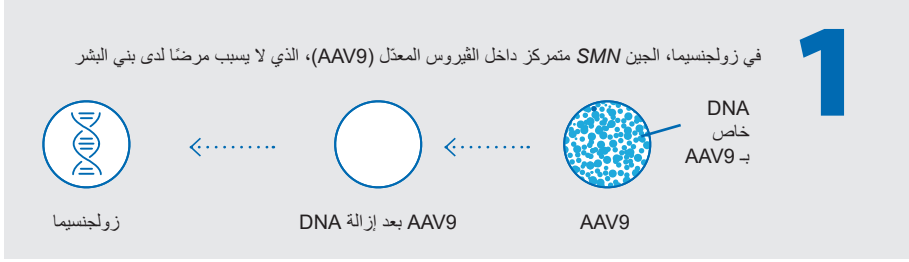 1
في زولجنسيما، الجين SMN متمركز داخل الڤيروس المعدّل (AAV9)، الذي لا يسبب مرضًا لدى بني البشر
DNA
خاص
بـ AAV9
AAV9
AAV9 بعد إزالة DNA
زولجنسيما